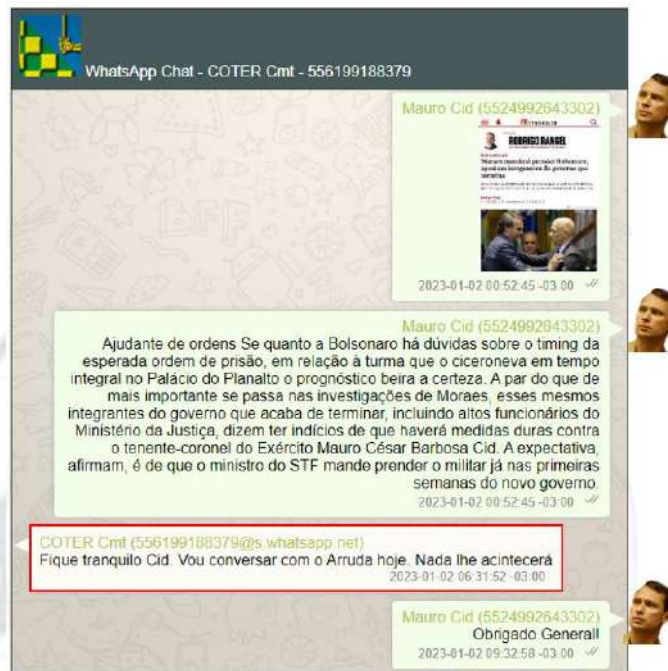 WhatsApp Chat - COTER Cmt - 556199188379
Mauro Cid (5524992643302)
RODRIGO RANGEL
2023-01-02 00:52:45 -03:00
Mauro Cid (5524992643302)
Ajudante de ordens Se quanto a Bolsonaro há dúvidas sobre o timing da
esperada ordem de prisão, em relação à turma que o ciceroneva em tempo
integral no Palácio do Planalto o prognóstico beira a certeza. A par do que de
mais importante se passa nas investigações de Moraes, esses mesmos
integrantes do governo que acaba de terminar, incluindo altos funcionários do
Ministério da Justiça, dizem ter indícios de que haverá medidas duras contra
o tenente-coronel do Exército Mauro César Barbosa Cid. A expectativa,
afirmam, é de que o ministro do STF mande prender o militar já nas primeiras
semanas do novo governo.
2023-01-02 00:52:45 -03:00
COTER Cmt (556199188379@s.whatsapp.net)
Fique tranquilo Cid. Vou conversar com o Arruda hoje. Nada lhe acintecerá
2023-01-02 06:31:52 -03:00
Mauro Cid (5524992643302)
Obrigado Generall
2023-01-02 09:32:58 -03:00